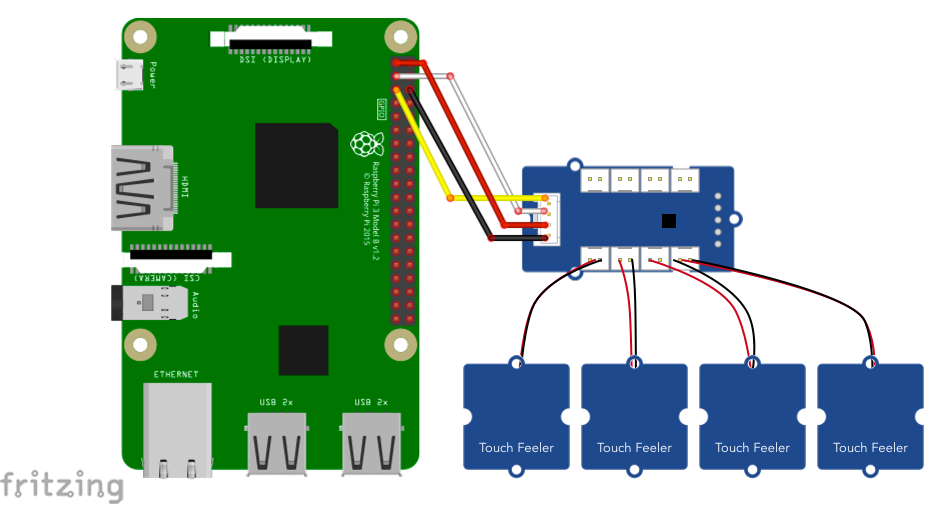 DSI (DISPLAY)
Power
GPIO
HDMI
Raspberry Pi 3 Model B v1.2
© Raspberry Pi 2015
CSI (CAMERA)
Audio
ETHERNET
USB 2x
USB 2x
Touch Feeler
Touch Feeler
Touch Feeler
Touch Feeler
fritzing